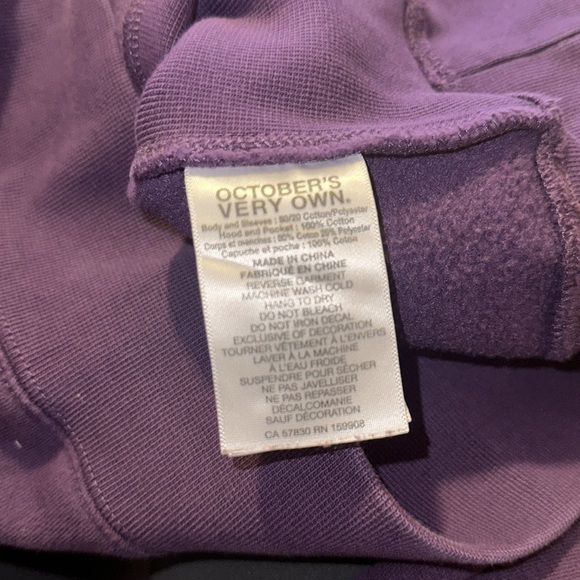 OCTOBER'S
VERY OWN.
Body and Sleeves : 80/20 Cotton/Polyester
Hood and Pocket : 100% Cotton
Corps et manches : 80% Coton 20% Polyester
Capuche et poche : 100% Coton
MADE IN CHINA
FABRIQUÉ EN CHINE
REVERSE GARMENT
MACHINE WASH COLD
HANG TO DRY
DO NOT BLEACH
DO NOT IRON DECAL
EXCLUSIVE OF DECORATION
TOURNER VÊTEMENT À L'ENVERS
LAVER À LA MACHINE
À L'EAU FROIDE
SUSPENDRE POUR SÉCHER
NE PAS JAVELLISER
NE PAS REPASSER
DÉCALCOMANIE
SAUF DÉCORATION
CA 57830 RN 159908